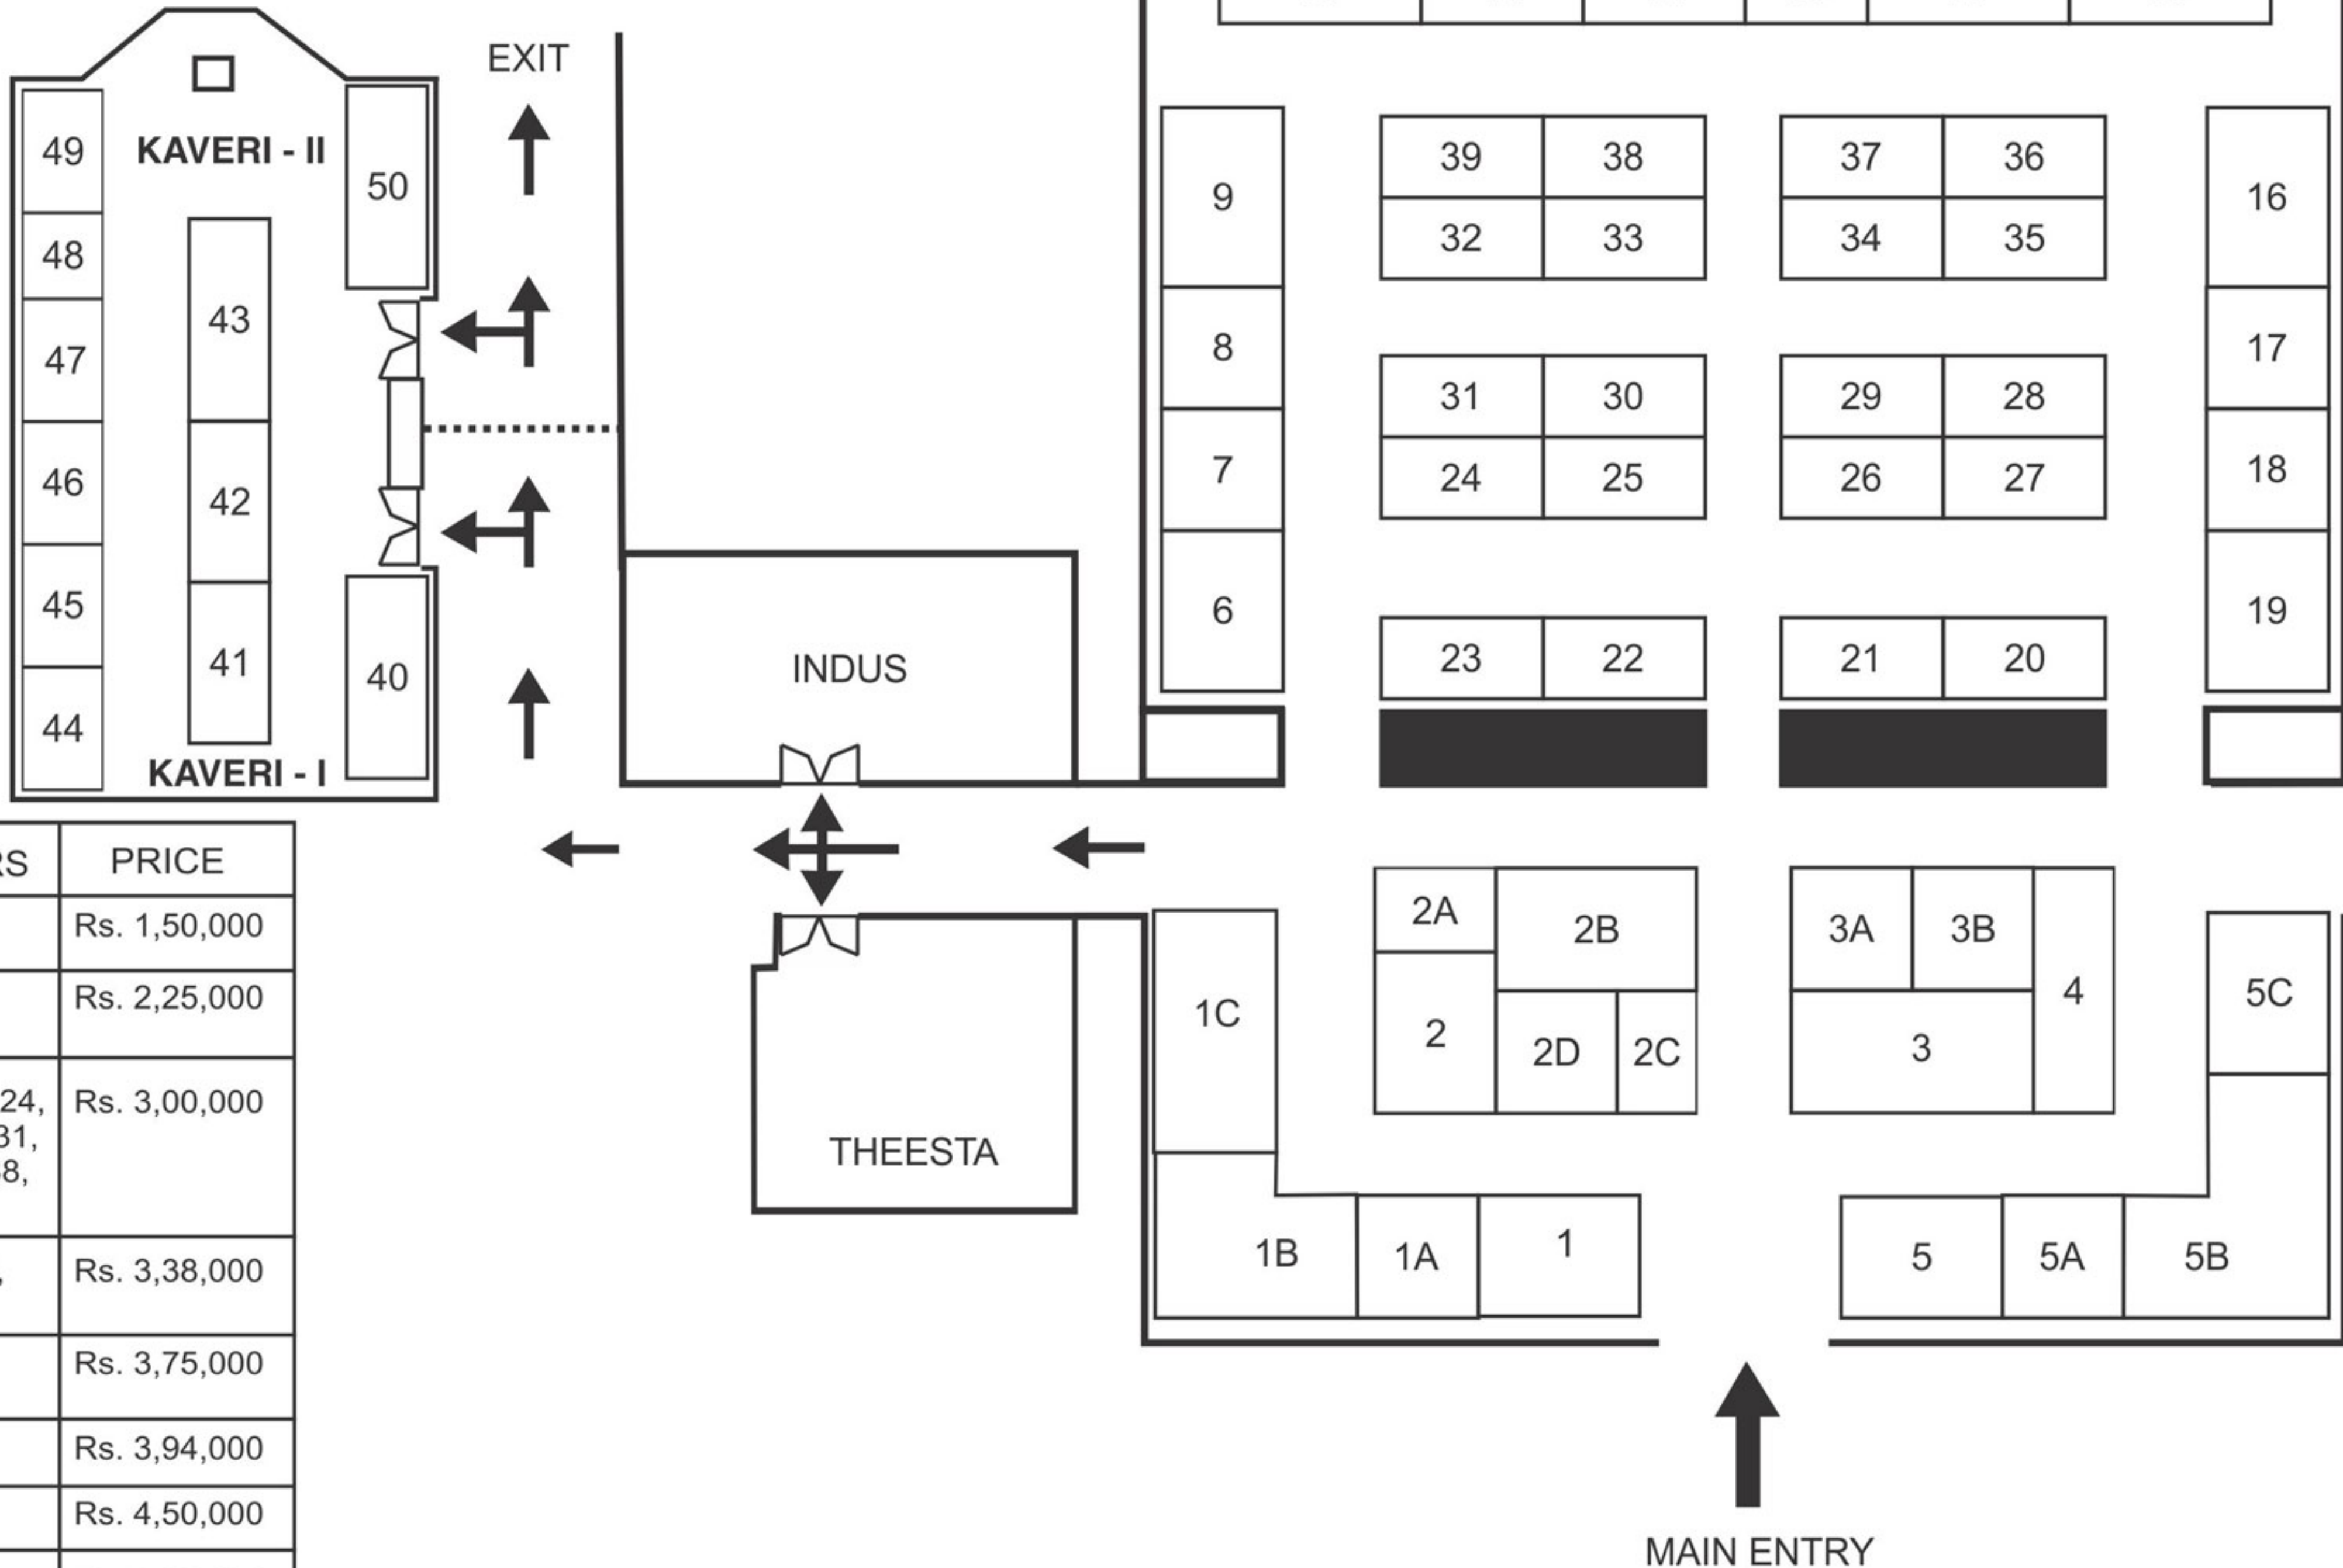 EXIT
49
KAVERI - II
50
48
43
47
42
46
45
41
40
44
KAVERI - I
INDUS
9
39 38
37 36
16
32 33
34 35
8
31 30
29 28
17
7
24 25
26 27
18
6
23 22
21 20
19
PRICE
Rs. 1,50,000
Rs. 2,25,000
24, Rs. 3,00,000
31,
8,
Rs. 3,38,000
Rs. 3,75,000
Rs. 3,94,000
Rs. 4,50,000
THEESTA
1C
2A
2B
3A 3B
4
5C
2
2D 2C
3
1B 1A 1
5 5A 5B
MAIN ENTRY